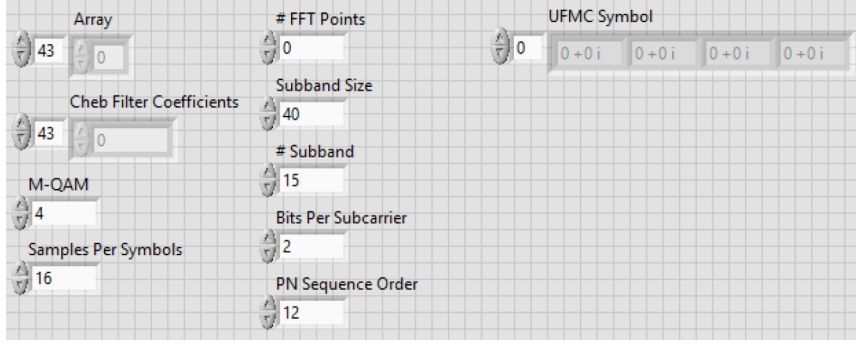 Array
43 0
Cheb Filter Coefficients
43 0
M-QAM
4
Samples Per Symbols
16
# FFT Points
0
Subband Size
40
# Subband
15
Bits Per Subcarrier
2
PN Sequence Order
12
UFMC Symbol
0 0 +0 i 0 +0 i 0 +0 i 0 +0 i